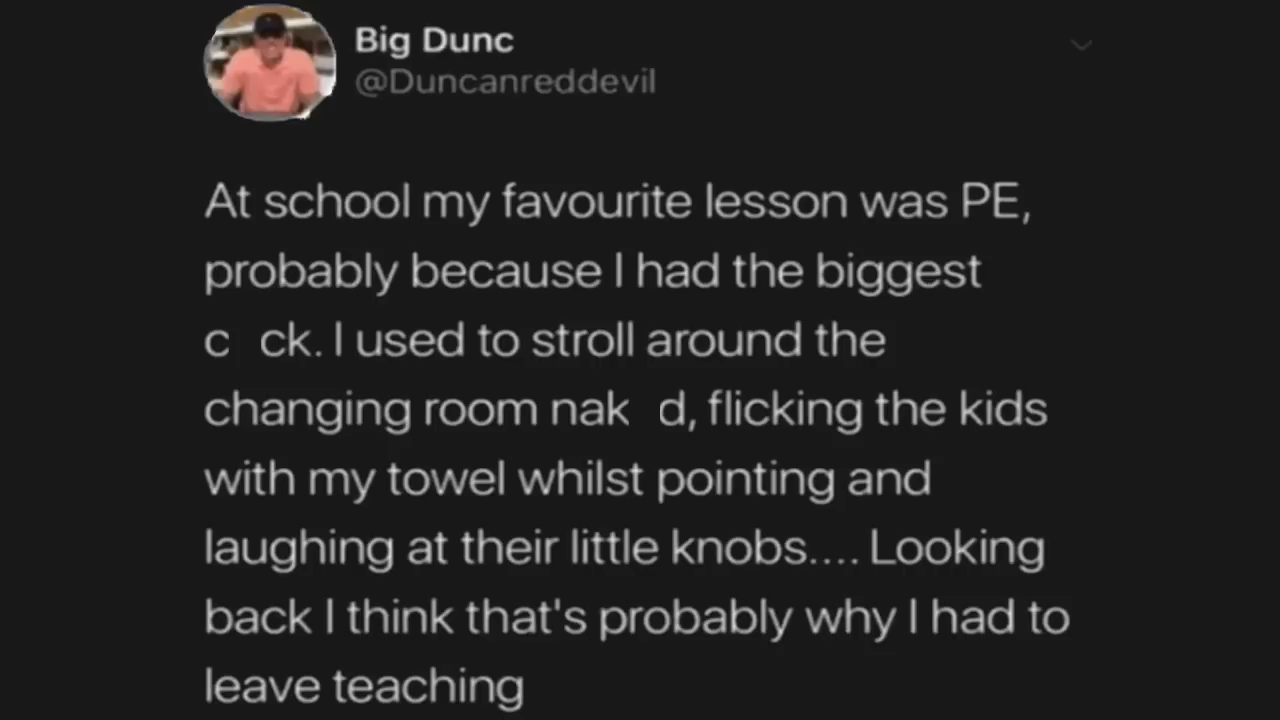 Big Dunc
@Duncanreddevil
At school my favourite lesson was PE,
probably because I had the biggest
c ck. I used to stroll around the
changing room nak d, flicking the kids
with my towel whilst pointing and
laughing at their little knobs.... Looking
back I think that's probably why I had to
leave teaching